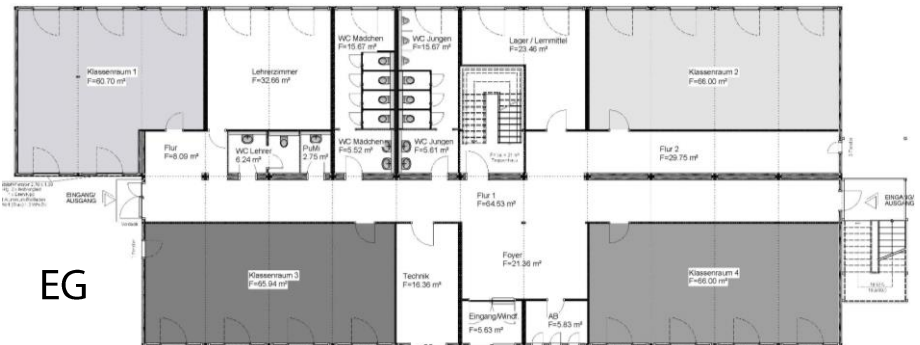 WC Mädchen
F=15.67 m²
WC Jungen
F=15.67 m²
Lager / Lernmittel
F=23.46 m²
Klassenraum 1
F=60.70 m²
Lehrerzimmer
F=32.66 m²
Klassenraum 2
F=66.00 m²
Flur
F=8.09 m²
WC Lehrer
6.24 m²
PuMi
2.75 m²
WC Mädchen
F=5.52 m²
WC Jungen
F=5.61 m²
Flur 2
F=29.75 m²
EINGANG/
AUSGANG
Flur 1
F=64.53 m²
EINGANG/
AUSGANG
Foyer
F=21.36 m²
Klassenraum 3
F=65.94 m²
Technik
F=16.36 m²
Klassenraum 4
F=66.00 m²
EG
Eingang/Windf.
F=5.63 m²
AB
F=5.83 m²